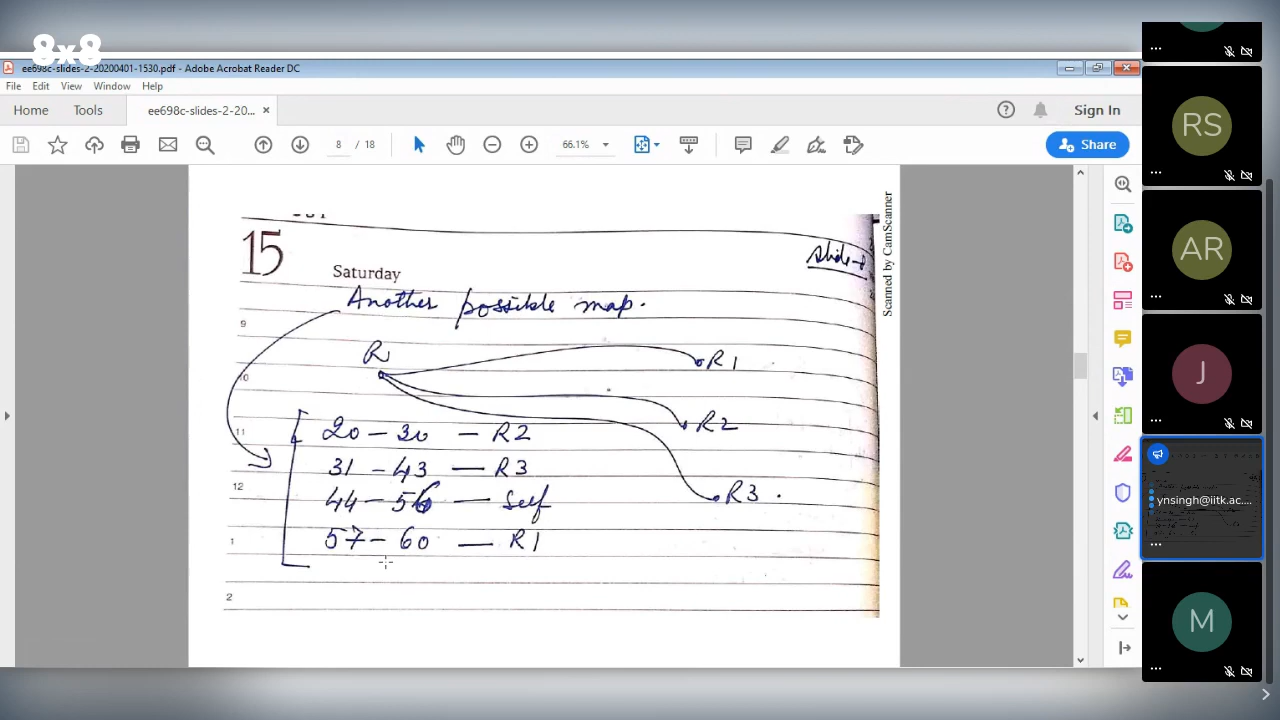 8x8
ee698c-slides-2-20200401-1530.pdf - Adobe Acrobat Reader DC
File Edit View Window Help
Home Tools ee698c-slides-2-20... × Sign In
8 / 18 66.1% Share
15
Saturday
Slide-
Scanned by CamScanner
Another possible map.
9
R R1
10
R2
11
20 - 30 - R2
31 - 43 - R3
12
44 - 56 - Self
R3
1
57 - 60 - R1
2
RS
AR
J
ynsingh@iitk.ac....
M